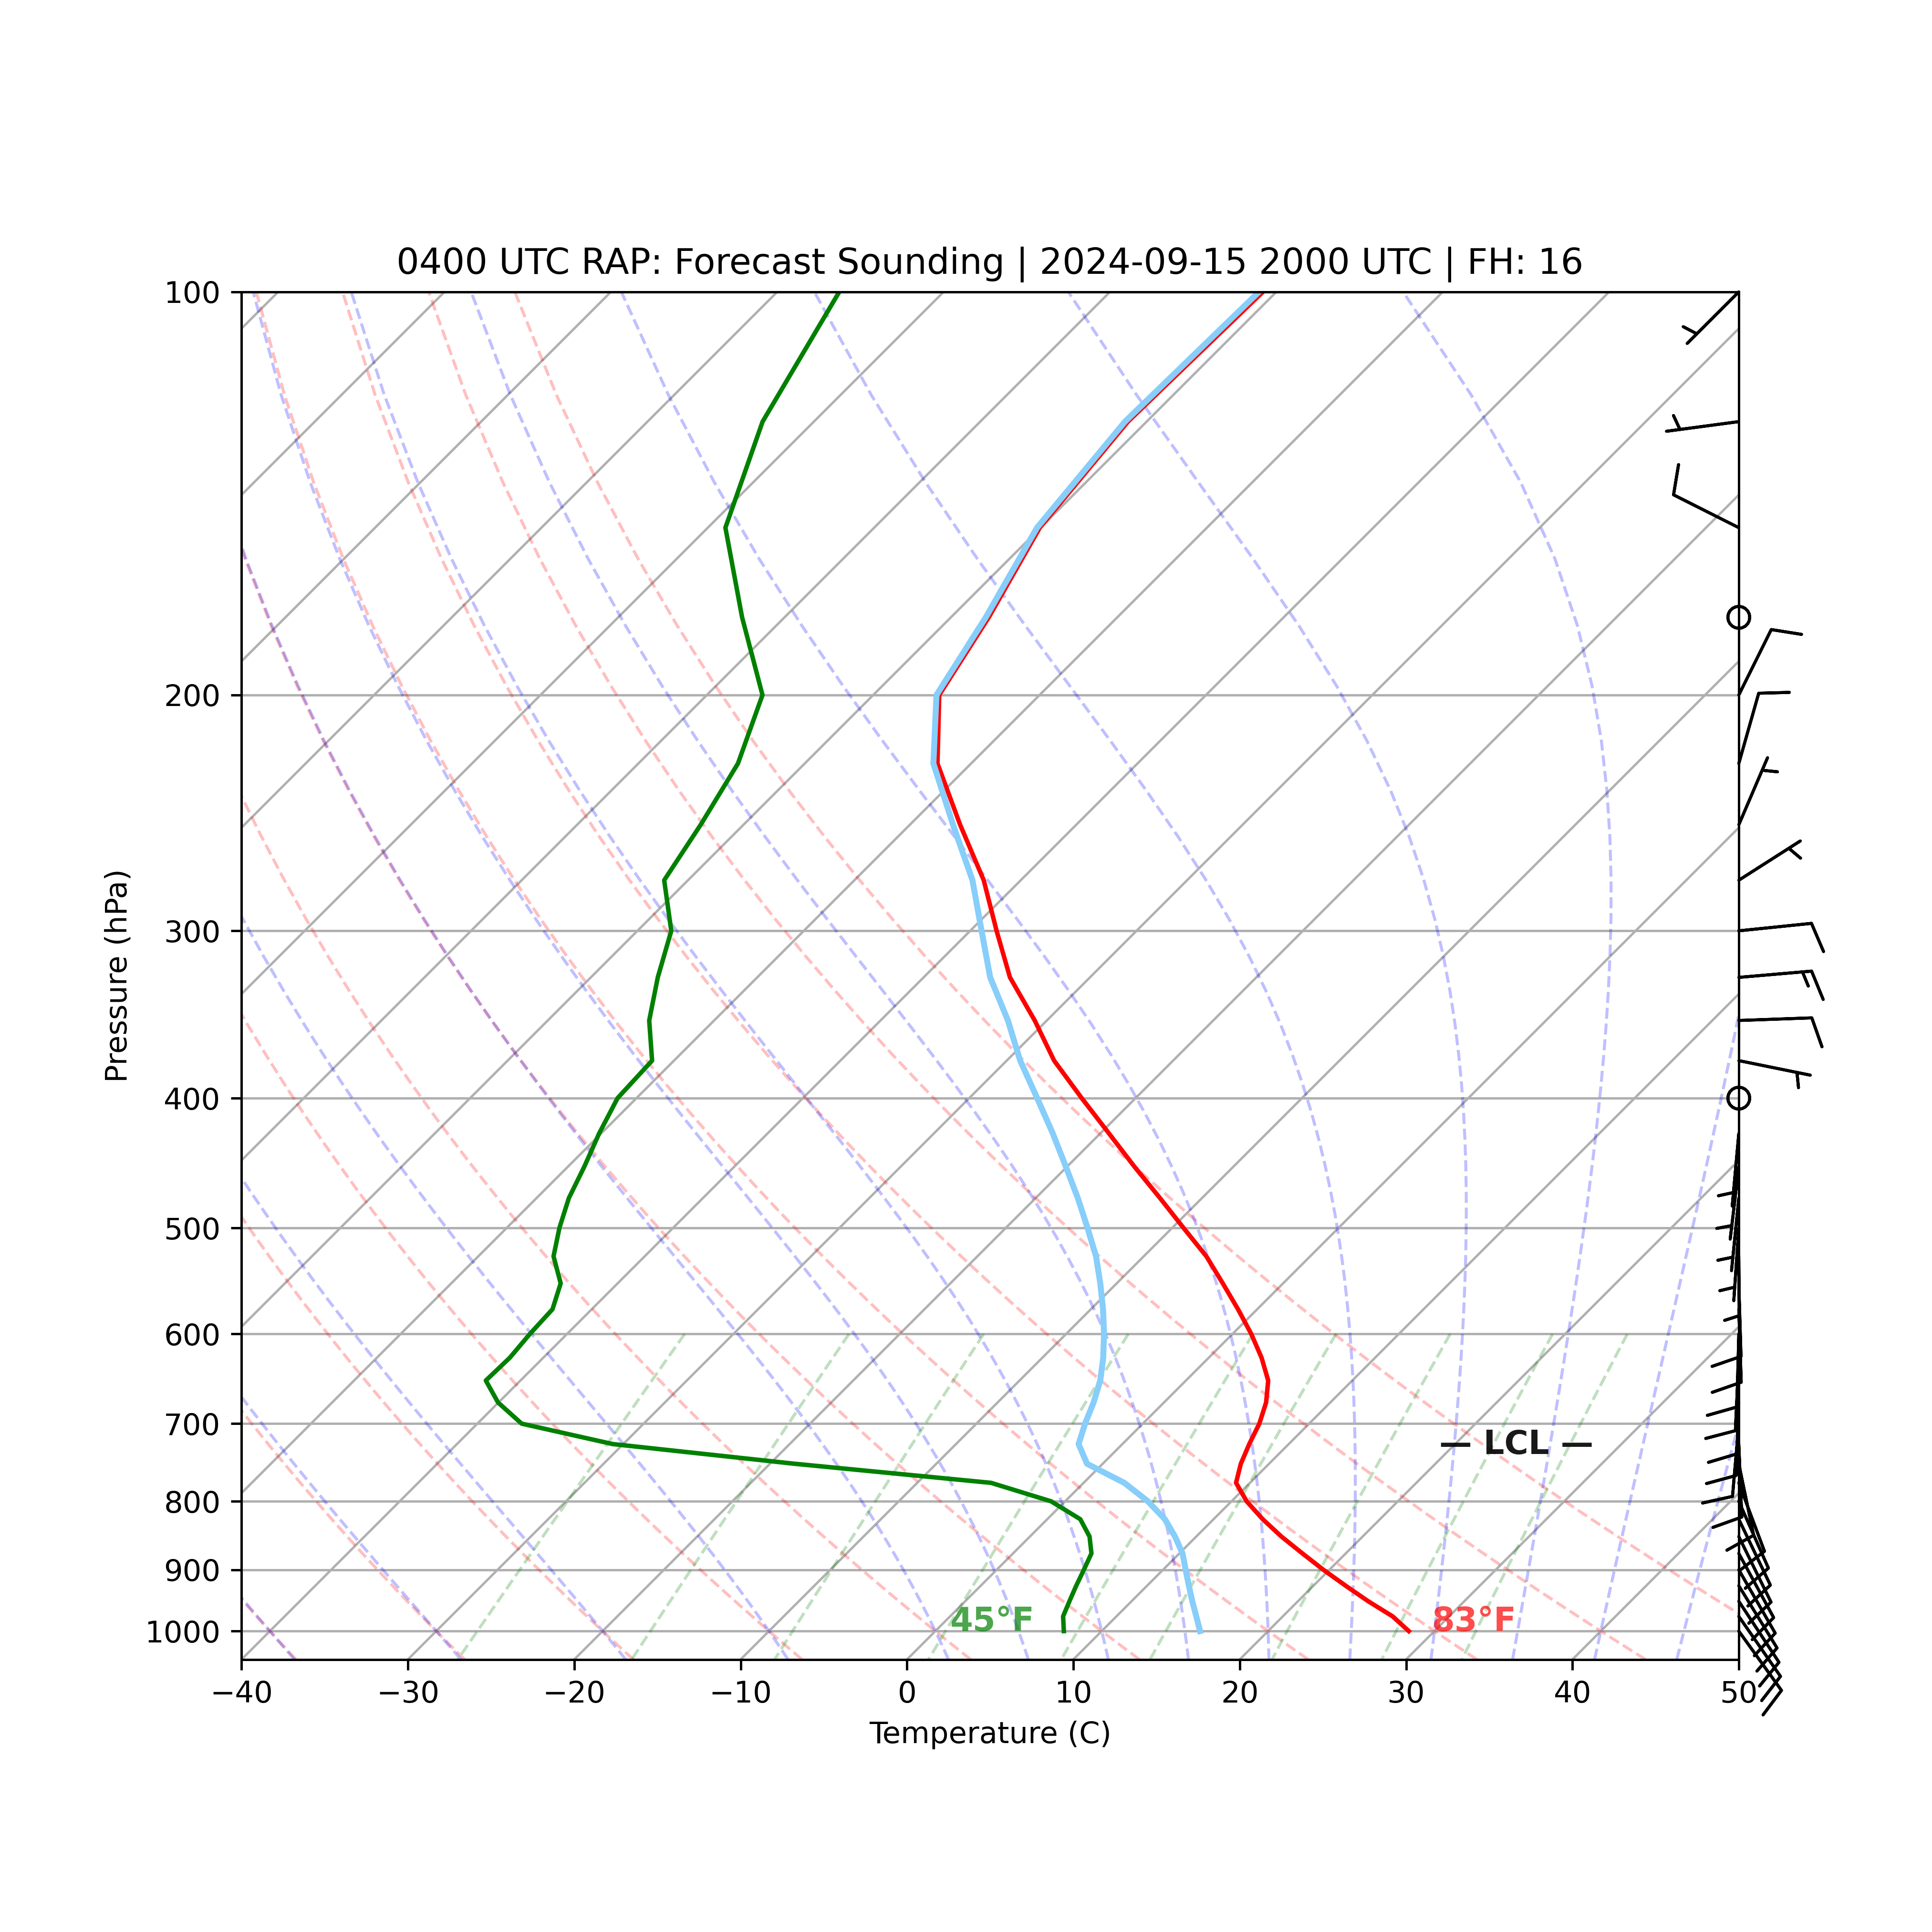 0400 UTC RAP: Forecast Sounding | 2024-09-15 2000 UTC | FH: 16
100
200
300
400
500
600
700
800
900
1000
Pressure (hPa)
— LCL —
45°F
83°F
−40 −30 −20 −10 0 10 20 30 40 50
Temperature (C)